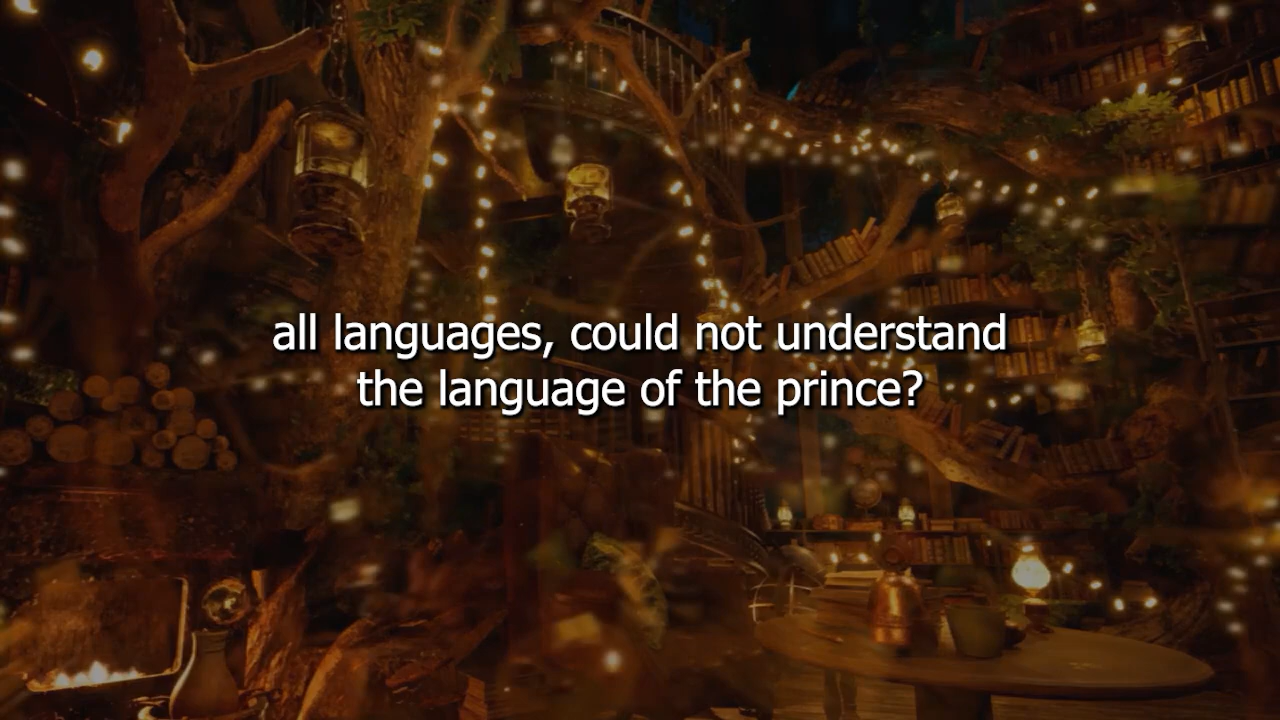 all languages, could not understand
the language of the prince?